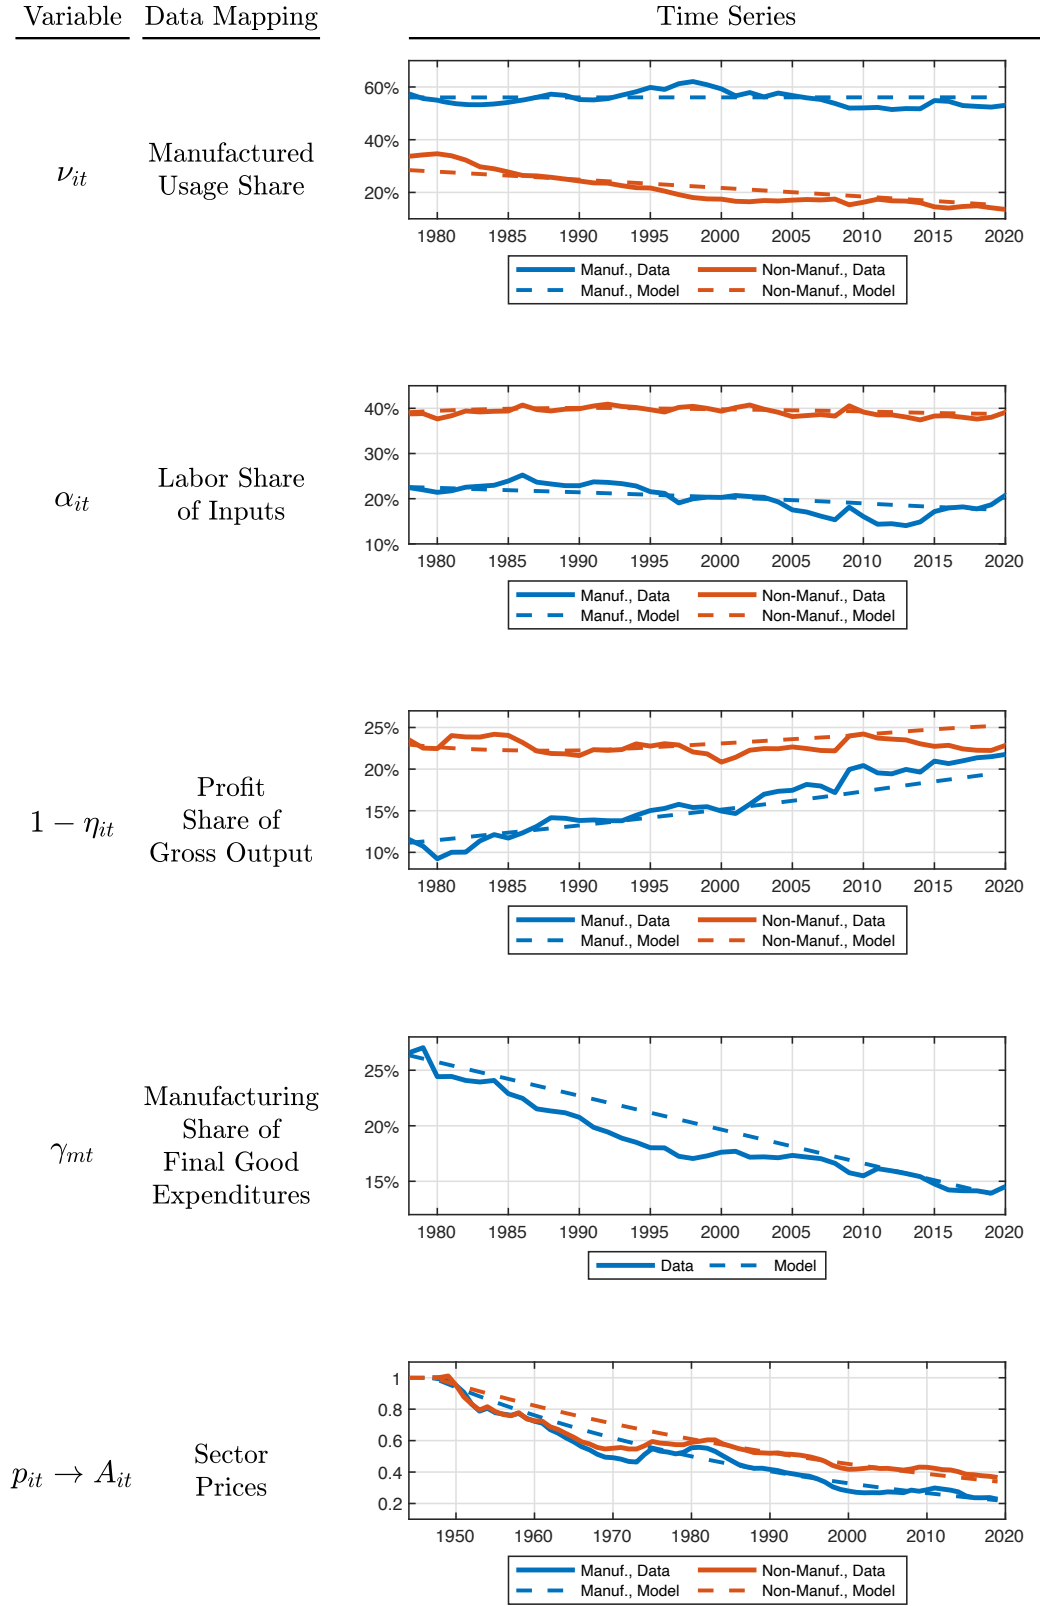 Variable Data Mapping Time Series
ν_it
Manufactured
Usage Share
60%
40%
20%
1980 1985 1990 1995 2000 2005 2010 2015 2020
Manuf., Data Non-Manuf., Data
Manuf., Model Non-Manuf., Model
α_it
Labor Share
of Inputs
40%
30%
20%
10%
1980 1985 1990 1995 2000 2005 2010 2015 2020
Manuf., Data Non-Manuf., Data
Manuf., Model Non-Manuf., Model
1 − η_it
Profit
Share of
Gross Output
25%
20%
15%
10%
1980 1985 1990 1995 2000 2005 2010 2015 2020
Manuf., Data Non-Manuf., Data
Manuf., Model Non-Manuf., Model
γ_mt
Manufacturing
Share of
Final Good
Expenditures
25%
20%
15%
1980 1985 1990 1995 2000 2005 2010 2015 2020
Data Model
p_it → A_it
Sector
Prices
1
0.8
0.6
0.4
0.2
1950 1960 1970 1980 1990 2000 2010
Manuf., Data Non-Manuf., Data
Manuf., Model Non-Manuf., Model